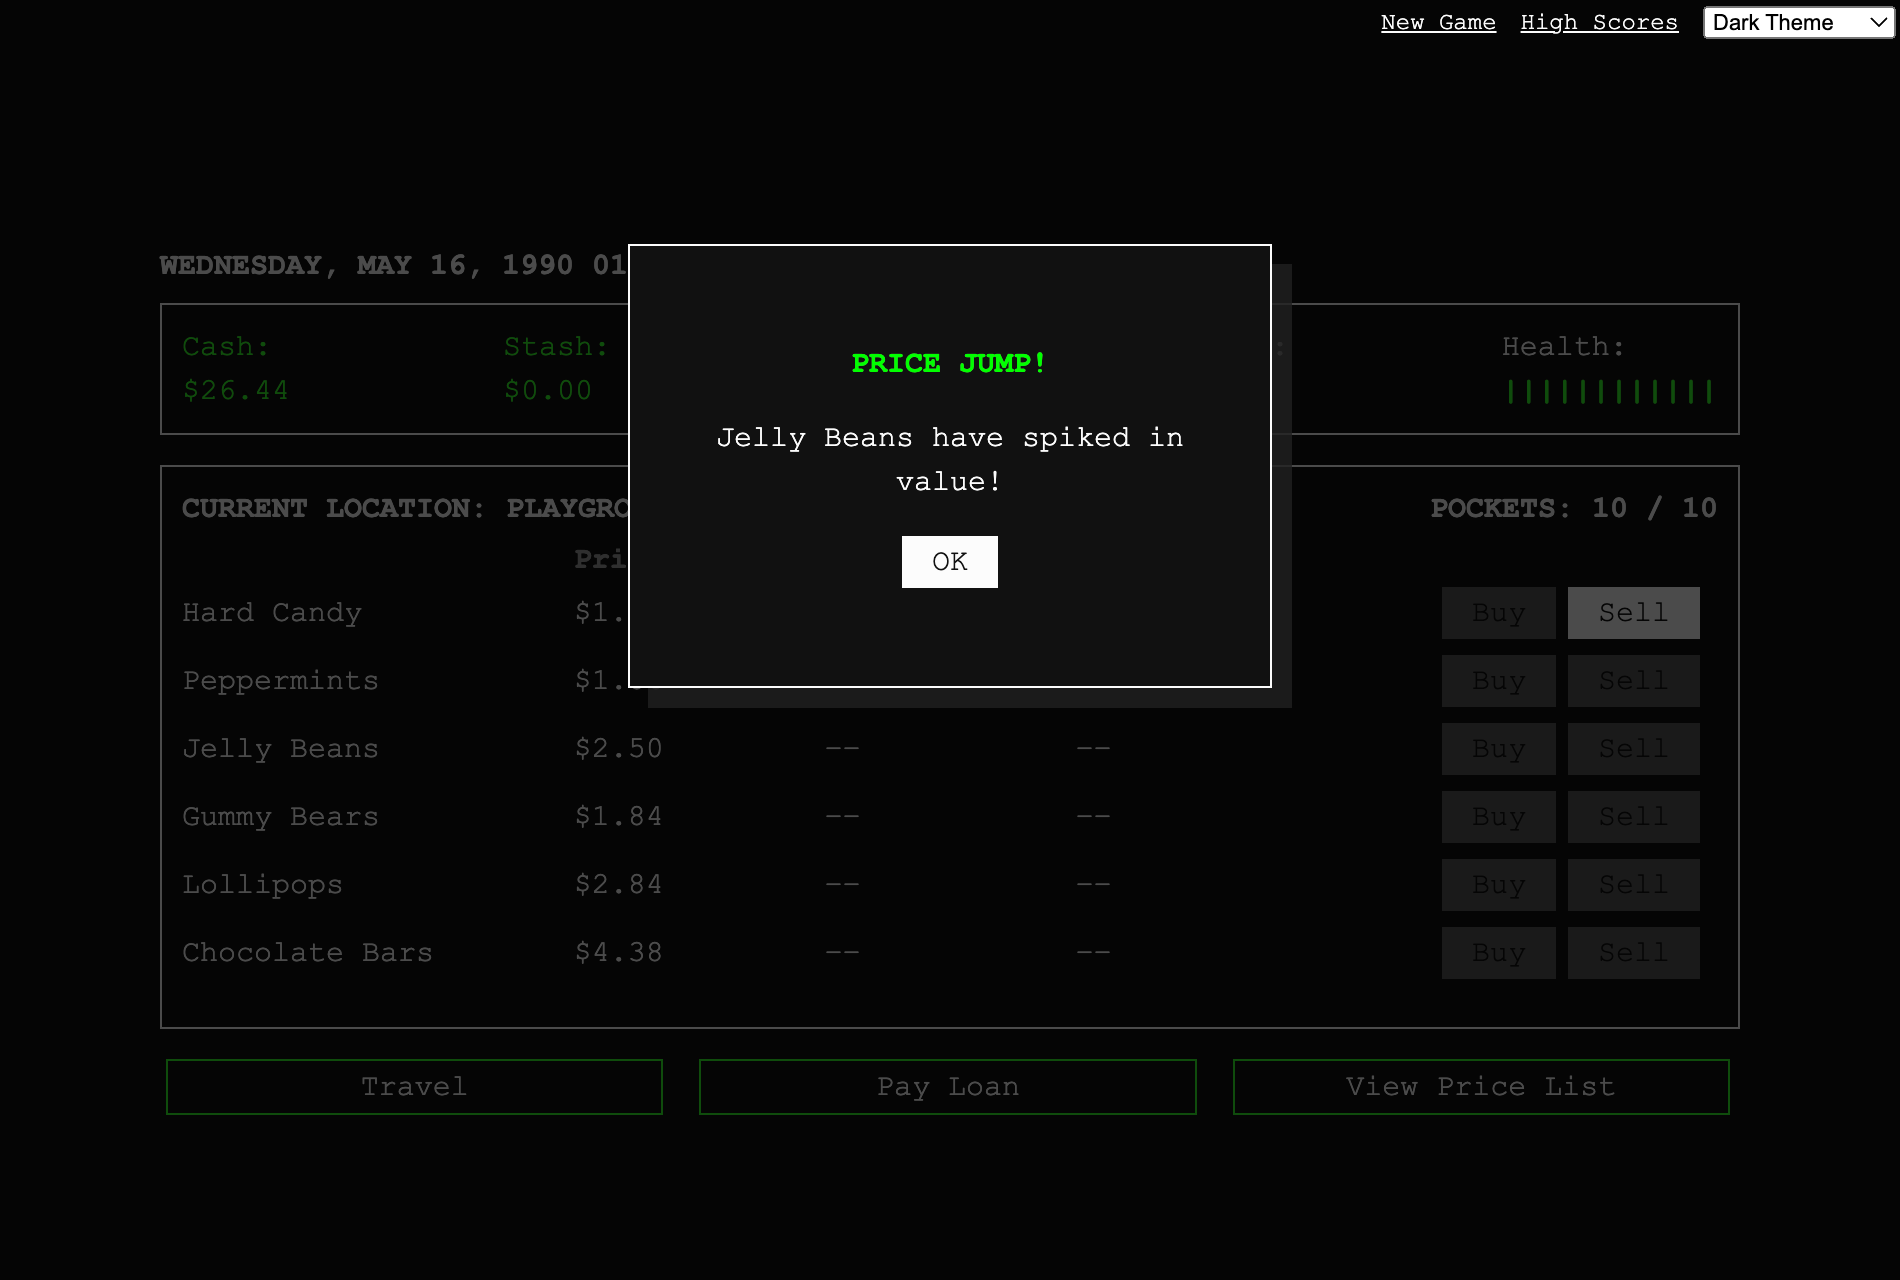 New Game High Scores Dark Theme
WEDNESDAY, MAY 16, 1990 01
PRICE JUMP!
Jelly Beans have spiked in
value!
OK
Cash: Stash: Health:
$26.44 $0.00 ||||||||||||
CURRENT LOCATION: POCKETS: 10 / 10
Hard Candy $1. Buy Sell
Peppermints $1. Buy Sell
Jelly Beans $2.50 -- -- Buy Sell
Gummy Bears $1.84 -- -- Buy Sell
Lollipops $2.84 -- -- Buy Sell
Chocolate Bars $4.38 -- -- Buy Sell
Travel Pay Loan View Price List